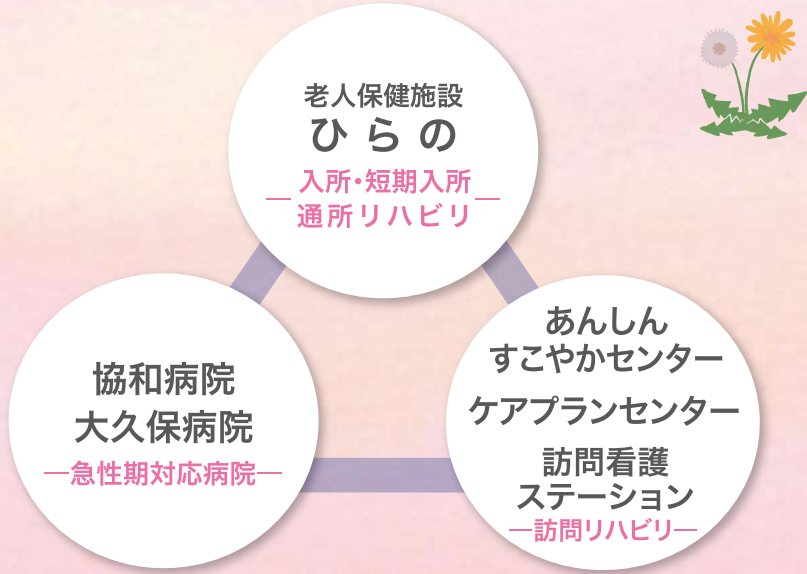 老人保健施設
ひらの
入所・短期入所
通所リハビリ
協和病院
大久保病院
―急性期対応病院―
あんしん
すこやかセンター
ケアプランセンター
訪問看護
ステーション
―訪問リハビリ―